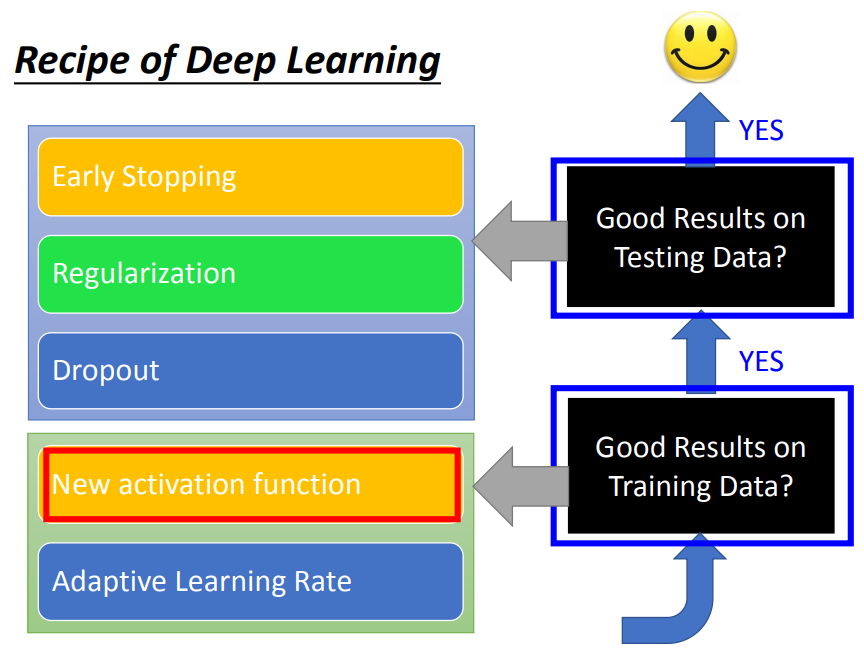 Recipe of Deep Learning
YES
Early Stopping
Regularization
Dropout
Good Results on
Testing Data?
YES
New activation function
Adaptive Learning Rate
Good Results on
Training Data?